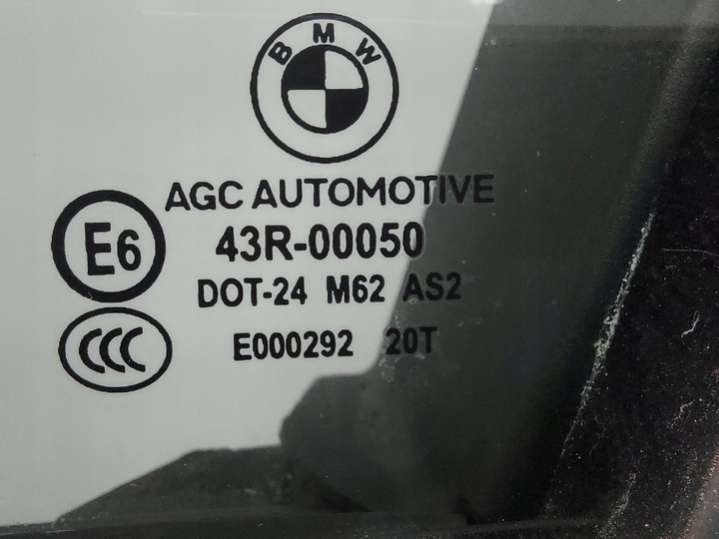 BMW
AGC AUTOMOTIVE
E6 43R-00050
DOT-24 M62 AS2
CCC E000292 20T